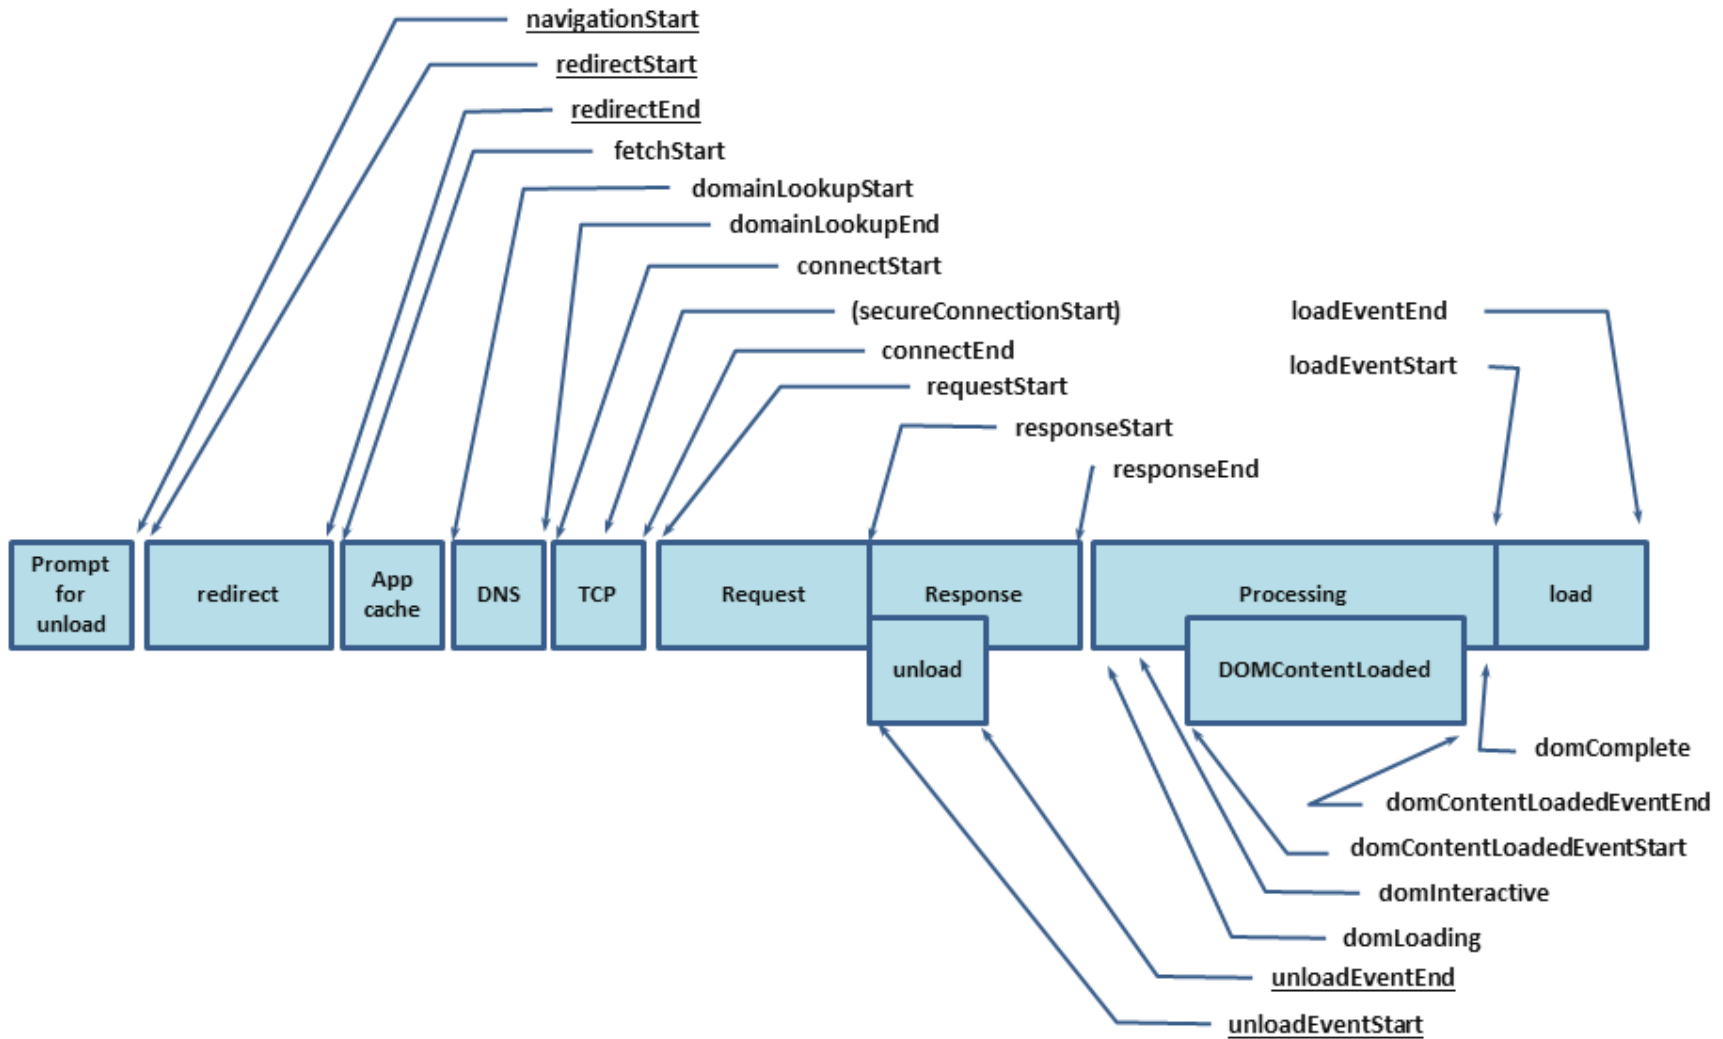 navigationStart
redirectStart
redirectEnd
fetchStart
domainLookupStart
domainLookupEnd
connectStart
(secureConnectionStart)
loadEventEnd
connectEnd
loadEventStart
requestStart
responseStart
responseEnd
Prompt
for
unload
redirect
App
cache
DNS
TCP
Request
Response
Processing
load
unload
DOMContentLoaded
domComplete
domContentLoadedEventEnd
domContentLoadedEventStart
domInteractive
domLoading
unloadEventEnd
unloadEventStart